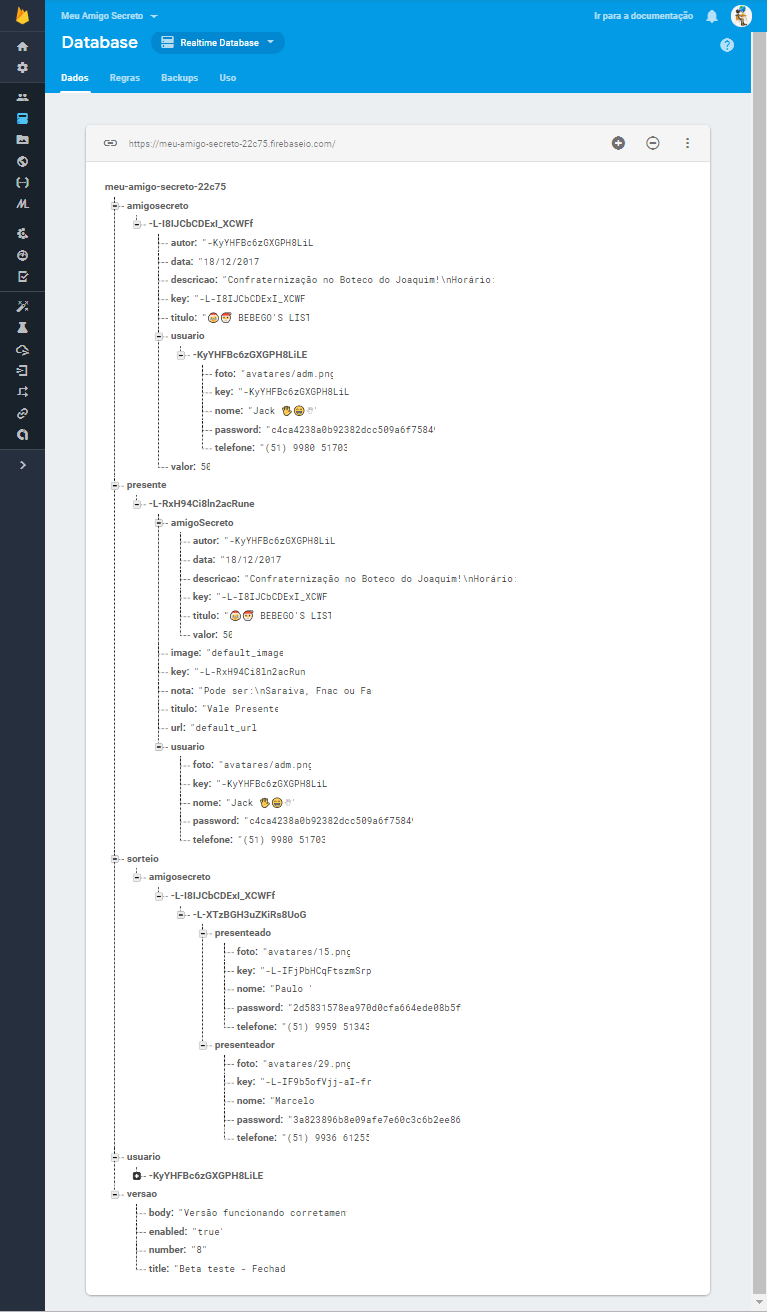 Meu Amigo Secreto
Ir para a documentação
Database
Realtime Database
?
Dados Regras Backups Uso
https://meu-amigo-secreto-22c75.firebaseio.com/
meu-amigo-secreto-22c75
amigosecreto
-L-I8IJCbCDExI_XCWFf
autor: "-KyYHFBc6zGXGPH8LiL
data: "18/12/2017
descricao: "Confraternização no Boteco do Joaquim!\nHorário:
key: "-L-I8IJCbCDExI_XCWF
titulo: "🎅🎅 BEBEGO'S LIST
usuario
-KyYHFBc6zGXGPH8LiLE
foto: "avatares/adm.png
key: "-KyYHFBc6zGXGPH8LiL
nome: "Jack 🖐😄☃"
password: "c4ca4238a0b92382dcc509a6f7584
telefone: "(51) 9980 51703
valor: 50
presente
-L-RxH94Ci8ln2acRune
amigoSecreto
autor: "-KyYHFBc6zGXGPH8LiL
data: "18/12/2017
descricao: "Confraternização no Boteco do Joaquim!\nHorário:
key: "-L-I8IJCbCDExI_XCWF
titulo: "🎅🎅 BEBEGO'S LIST
valor: 50
image: "default_image
key: "-L-RxH94Ci8ln2acRun
nota: "Pode ser:\nSaraiva, Fnac ou Fa
titulo: "Vale Presente
url: "default_url
usuario
foto: "avatares/adm.png
key: "-KyYHFBc6zGXGPH8LiL
nome: "Jack 🖐😄☃"
password: "c4ca4238a0b92382dcc509a6f7584
telefone: "(51) 9980 51703
sorteio
amigosecreto
-L-I8IJCbCDExI_XCWFf
-L-XTzBGH3uZKiRs8UoG
presenteado
foto: "avatares/15.png
key: "-L-IFjPbHCqFtszmSrp
nome: "Paulo "
password: "2d5831578ea970d0cfa664ede08b5f
telefone: "(51) 9959 51343
presenteador
foto: "avatares/29.png
key: "-L-IF9b5ofVjj-aI-fr
nome: "Marcelo
password: "3a823896b8e09afe7e60c3c6b2ee86
telefone: "(51) 9936 61255
usuario
-KyYHFBc6zGXGPH8LiLE
versao
body: "Versão funcionando corretamen
enabled: "true"
number: "8"
title: "Beta teste - Fechad